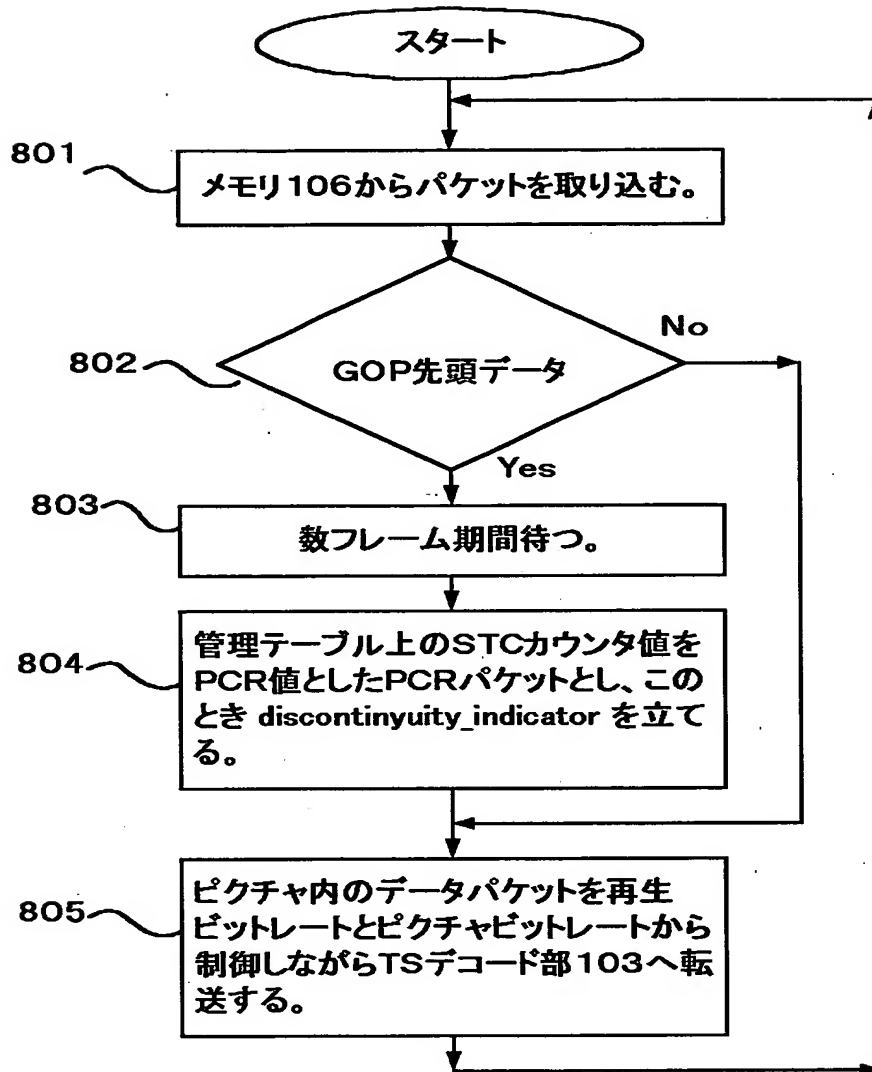 スタート
801
メモリ106からパケットを取り込む。
802
GOP先頭データ
No
Yes
803
数フレーム期間待つ。
804
管理テーブル上のSTCカウンタ値を
PCR値としたPCRパケットとし、この
とき discontinyuity_indicator を立て
る。
805
ピクチャ内のデータパケットを再生
ビットレートとピクチャビットレートから
制御しながらTSデコード部103へ転
送する。